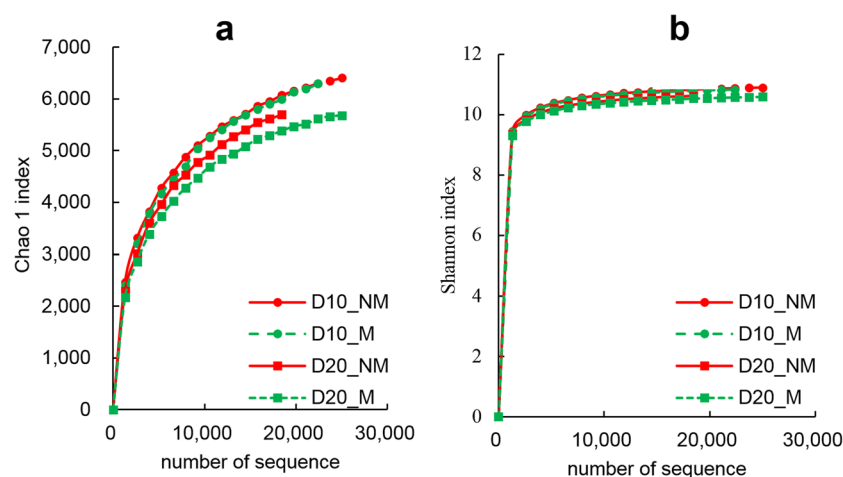 a
7,000
6,000
5,000
4,000
3,000
2,000
1,000
0
Chao 1 index
0
10,000
20,000
30,000
number of sequence
D10_NM
D10_M
D20_NM
D20_M
b
12
10
8
6
4
2
0
Shannon index
0
10,000
20,000
30,000
number of sequence
D10_NM
D10_M
D20_NM
D20_M